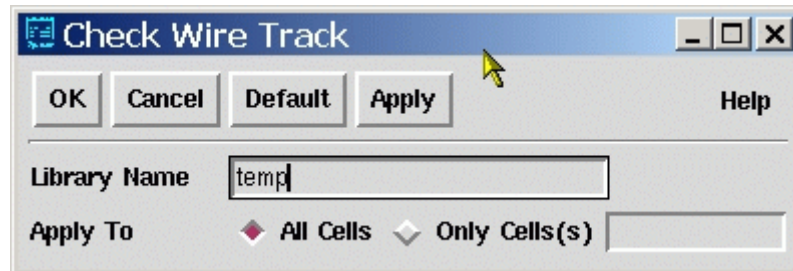 Check Wire Track
OK Cancel Default Apply Help
Library Name temp
Apply To All Cells Only Cells(s)